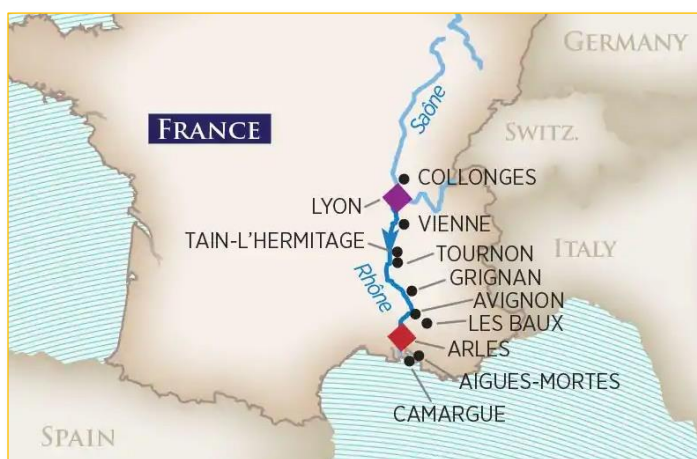 GERMANY
FRANCE
Saône
SWITZ.
COLLONGES
LYON
VIENNE
TAIN-L'HERMITAGE
TOURNON
ITALY
GRIGNAN
Rhône
AVIGNON
LES BAUX
ARLES
AIGUES-MORTES
CAMARGUE
SPAIN